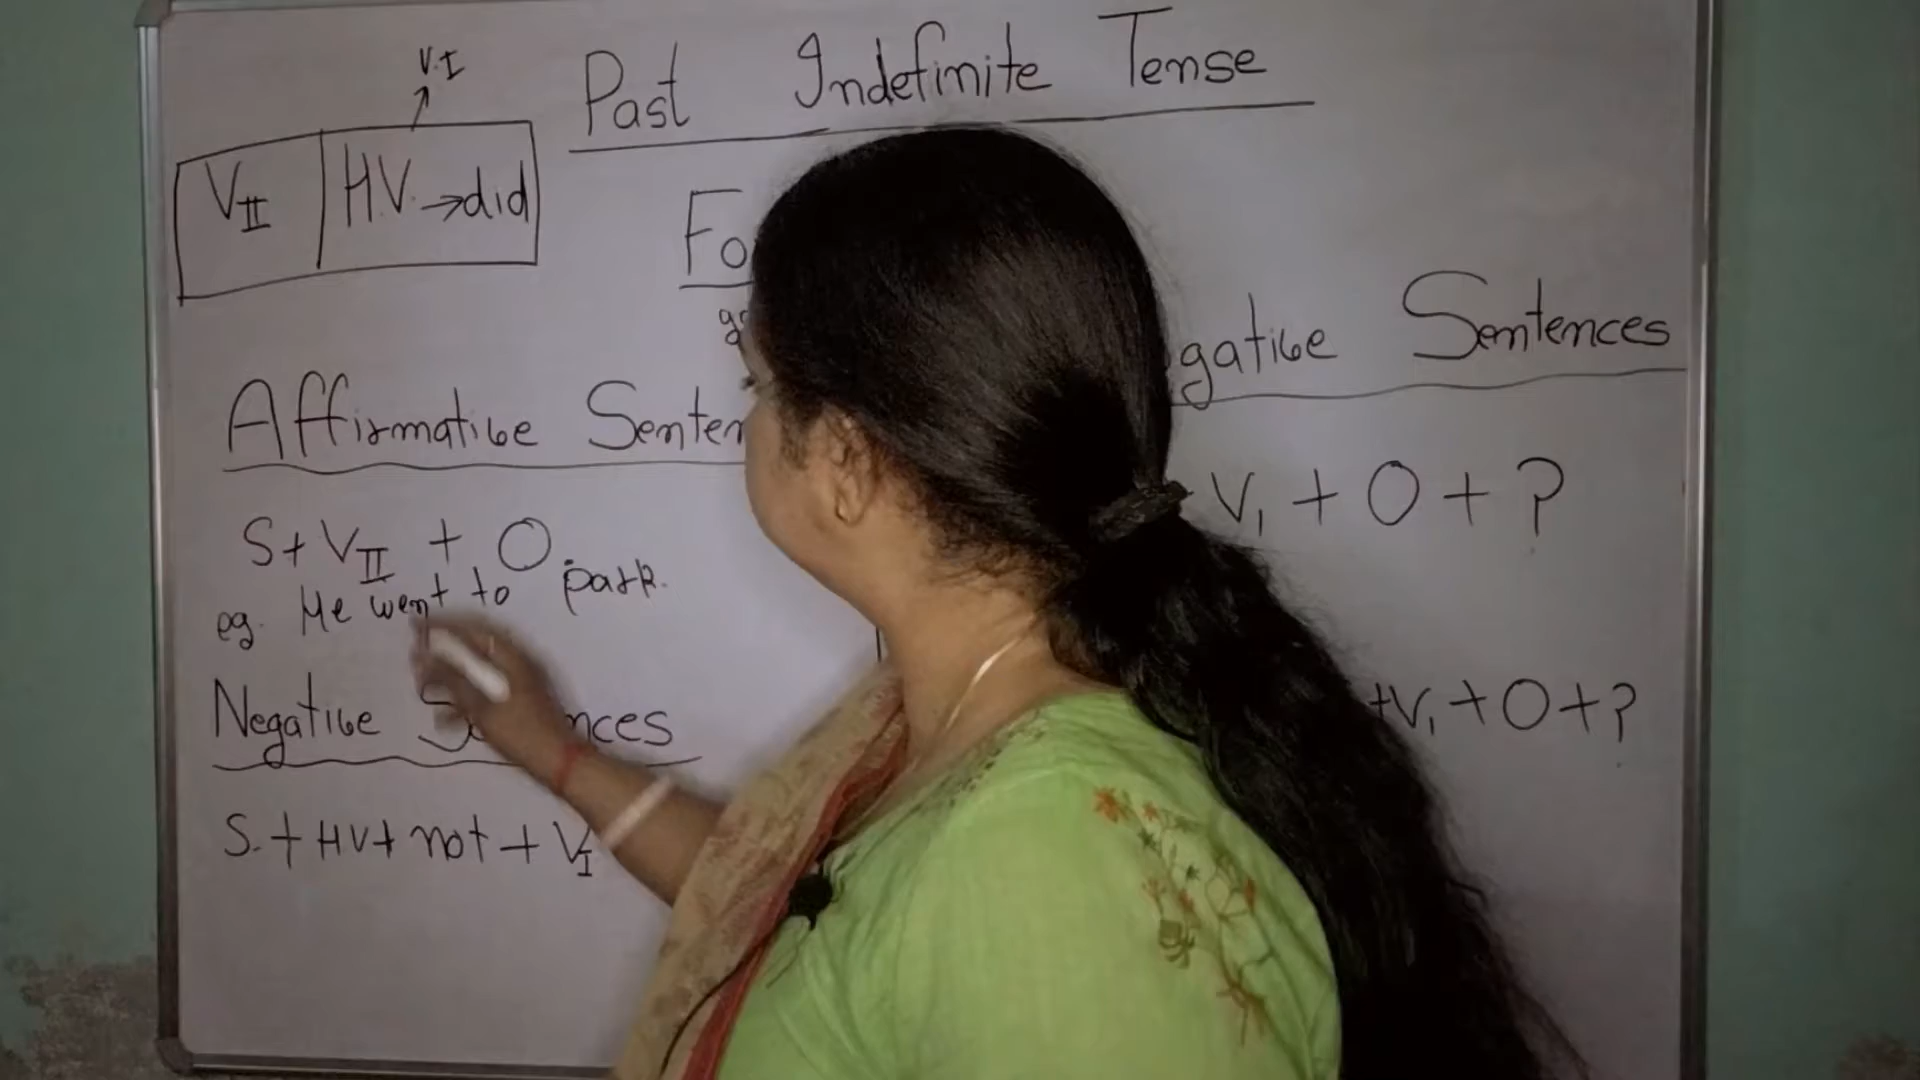 V.I
Past Indefinite Tense
VII HV. → did
Fo
Affirmative Senten
S + VII + O
eg. He went to park.
Negative S nces
S. + HV + not + VI
gative Sentences
V1 + O + ?
+ V1 + O + ?